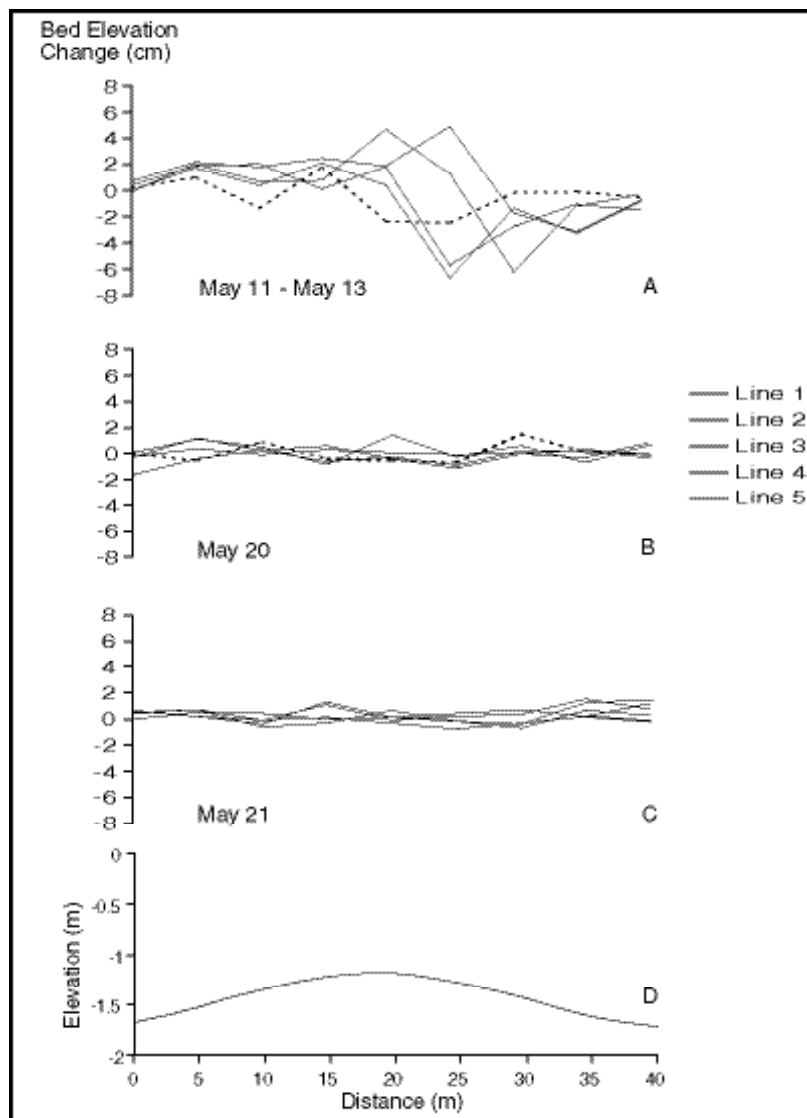 Bed Elevation
Change (cm)
8
6
4
2
0
-2
-4
-6
-8
May 11 - May 13
A
8
6
4
2
0
-2
-4
-6
-8
May 20
B
Line 1
Line 2
Line 3
Line 4
Line 5
8
6
4
2
0
-2
-4
-6
-8
May 21
C
0
-0.5
-1
-1.5
-2
Elevation (m)
D
0 5 10 15 20 25 30 35 40
Distance (m)